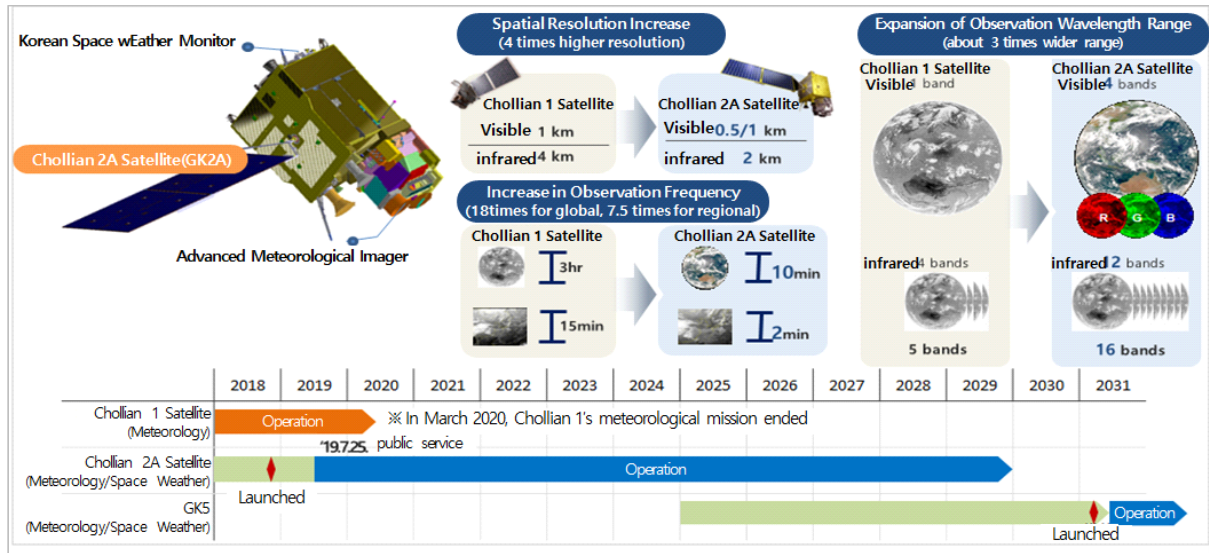 Korean Space wEather Monitor
Chollian 2A Satellite(GK2A)
Advanced Meteorological Imager
Spatial Resolution Increase
(4 times higher resolution)
Chollian 1 Satellite
Visible 1 km
infrared 4 km
Chollian 2A Satellite
Visible 0.5/1 km
infrared 2 km
Increase in Observation Frequency
(18times for global, 7.5 times for regional)
Chollian 1 Satellite
3hr
15min
Chollian 2A Satellite
10min
2min
Expansion of Observation Wavelength Range
(about 3 times wider range)
Chollian 1 Satellite
Visible 1 band
infrared 4 bands
5 bands
Chollian 2A Satellite
Visible 4 bands
R G B
infrared 12 bands
16 bands
2018 2019 2020 2021 2022 2023 2024 2025 2026 2027 2028 2029 2030 2031
Chollian 1 Satellite
(Meteorology)
Operation
※ In March 2020, Chollian 1's meteorological mission ended
'19.7.25. public service
Chollian 2A Satellite
(Meteorology/Space Weather)
Operation
Launched
GK5
(Meteorology/Space Weather)
Operation
Launched